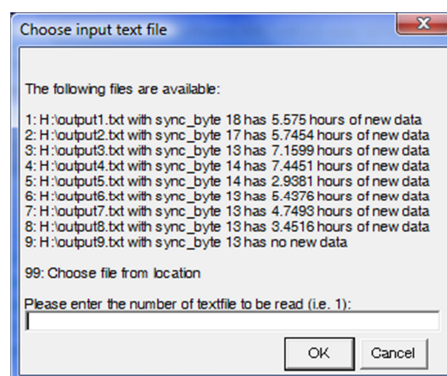 Choose input text file
The following files are available:
1: H:\output1.txt with sync_byte 18 has 5.575 hours of new data
2: H:\output2.txt with sync_byte 17 has 5.7454 hours of new data
3: H:\output3.txt with sync_byte 13 has 7.1599 hours of new data
4: H:\output4.txt with sync_byte 14 has 7.4451 hours of new data
5: H:\output5.txt with sync_byte 14 has 2.9381 hours of new data
6: H:\output6.txt with sync_byte 13 has 5.4376 hours of new data
7: H:\output7.txt with sync_byte 13 has 4.7493 hours of new data
8: H:\output8.txt with sync_byte 13 has 3.4516 hours of new data
9: H:\output9.txt with sync_byte 13 has no new data
99: Choose file from location
Please enter the number of textfile to be read (i.e. 1):
OK Cancel